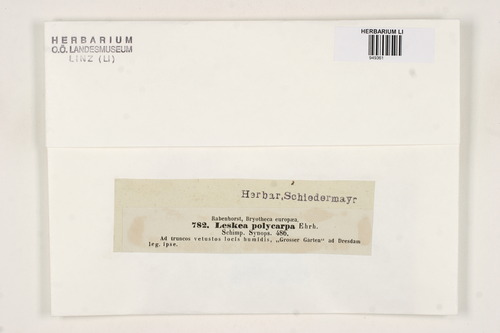 HERBARIUM
O.Ö. LANDESMUSEUM
LINZ (LI)
HERBARIUM LI
Herbar, Schiedermayr
Rabenhorst, Bryotheca europæa.
782. Leskea polycarpa Ehrh.
Schimp. Synops. 486.
Ad truncos vetustos locis humidis, „Grosser Garten“ ad Dresdam
leg. ipse.